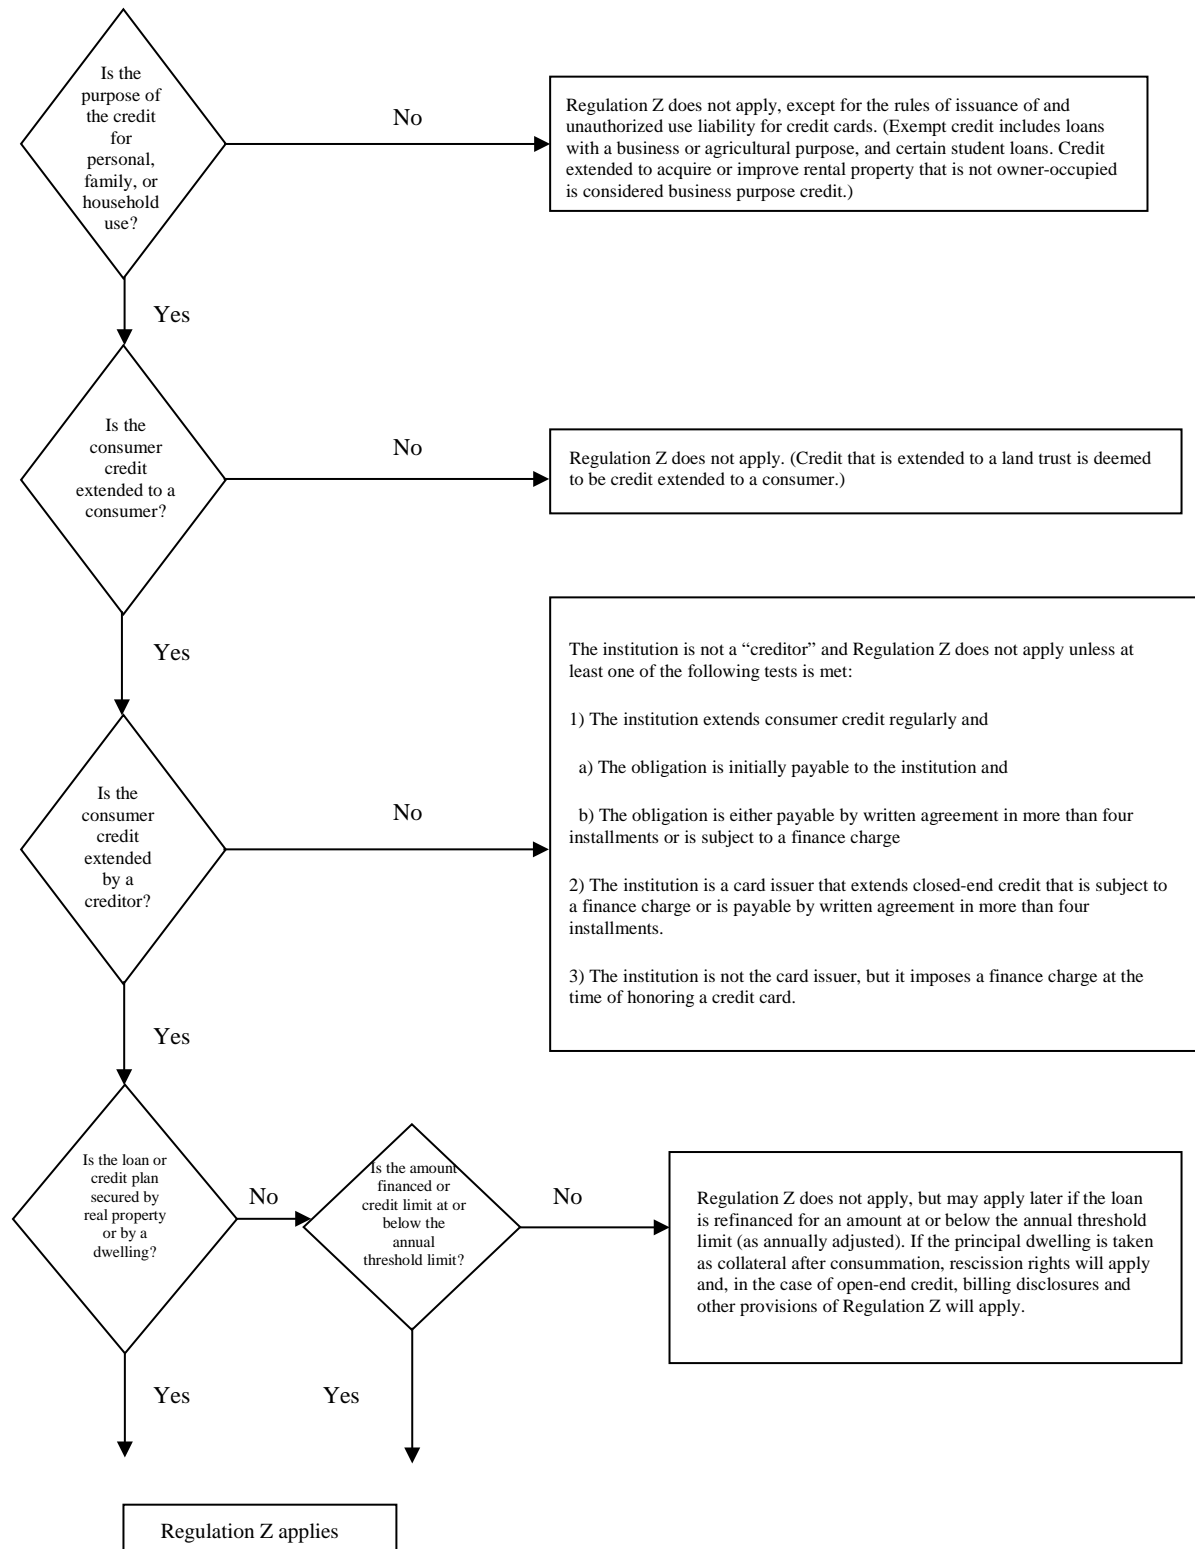 Is the
purpose of
the credit
for
personal,
family, or
household
use?
No
Regulation Z does not apply, except for the rules of issuance of and
unauthorized use liability for credit cards. (Exempt credit includes loans
with a business or agricultural purpose, and certain student loans. Credit
extended to acquire or improve rental property that is not owner-occupied
is considered business purpose credit.)
Yes
Is the
consumer
credit
extended to a
consumer?
No
Regulation Z does not apply. (Credit that is extended to a land trust is deemed
to be credit extended to a consumer.)
Yes
Is the
consumer
credit
extended
by a
creditor?
No
The institution is not a “creditor” and Regulation Z does not apply unless at
least one of the following tests is met:
1) The institution extends consumer credit regularly and
a) The obligation is initially payable to the institution and
b) The obligation is either payable by written agreement in more than four
installments or is subject to a finance charge
2) The institution is a card issuer that extends closed-end credit that is subject to
a finance charge or is payable by written agreement in more than four
installments.
3) The institution is not the card issuer, but it imposes a finance charge at the
time of honoring a credit card.
Yes
Is the loan or
credit plan
secured by
real property
or by a
dwelling?
No
Is the amount
financed or
credit limit at or
below the
annual
threshold limit?
No
Regulation Z does not apply, but may apply later if the loan
is refinanced for an amount at or below the annual threshold
limit (as annually adjusted). If the principal dwelling is taken
as collateral after consummation, rescission rights will apply
and, in the case of open-end credit, billing disclosures and
other provisions of Regulation Z will apply.
Yes
Yes
Regulation Z applies